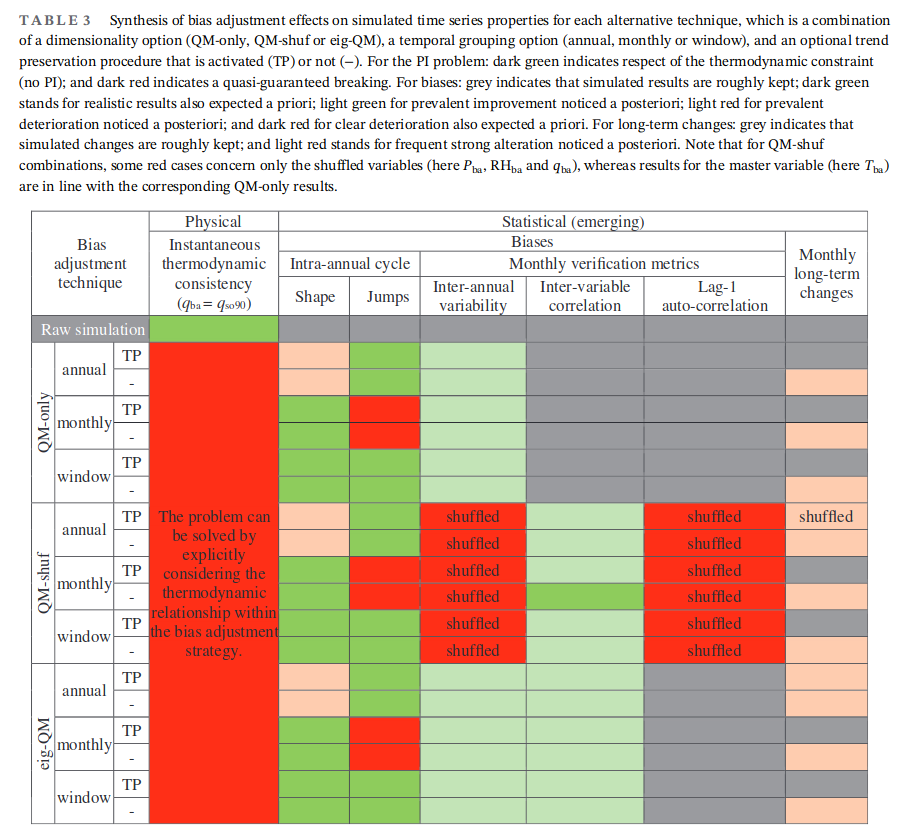 TABLE 3 Synthesis of bias adjustment effects on simulated time series properties for each alternative technique, which is a combination
of a dimensionality option (QM-only, QM-shuf or eig-QM), a temporal grouping option (annual, monthly or window), and an optional trend
preservation procedure that is activated (TP) or not (−). For the PI problem: dark green indicates respect of the thermodynamic constraint
(no PI); and dark red indicates a quasi-guaranteed breaking. For biases: grey indicates that simulated results are roughly kept; dark green
stands for realistic results also expected a priori; light green for prevalent improvement noticed a posteriori; light red for prevalent
deterioration noticed a posteriori; and dark red for clear deterioration also expected a priori. For long-term changes: grey indicates that
simulated changes are roughly kept; and light red stands for frequent strong alteration noticed a posteriori. Note that for QM-shuf
combinations, some red cases concern only the shuffled variables (here Pba, RHba and qba), whereas results for the master variable (here Tba)
are in line with the corresponding QM-only results.
Bias
adjustment
technique
Physical
Instantaneous
thermodynamic
consistency
(qba = qso90)
Statistical (emerging)
Biases
Intra-annual cycle
Shape
Jumps
Monthly verification metrics
Inter-annual
variability
Inter-variable
correlation
Lag-1
auto-correlation
Monthly
long-term
changes
Raw simulation
QM-only
annual
TP
-
monthly
TP
-
window
TP
-
The problem can
be solved by
explicitly
considering the
thermodynamic
relationship within
the bias adjustment
strategy.
QM-shuf
annual
TP
shuffled
shuffled
shuffled
-
shuffled
shuffled
monthly
TP
shuffled
shuffled
-
shuffled
shuffled
window
TP
shuffled
shuffled
-
shuffled
shuffled
eig-QM
annual
TP
-
monthly
TP
-
window
TP
-